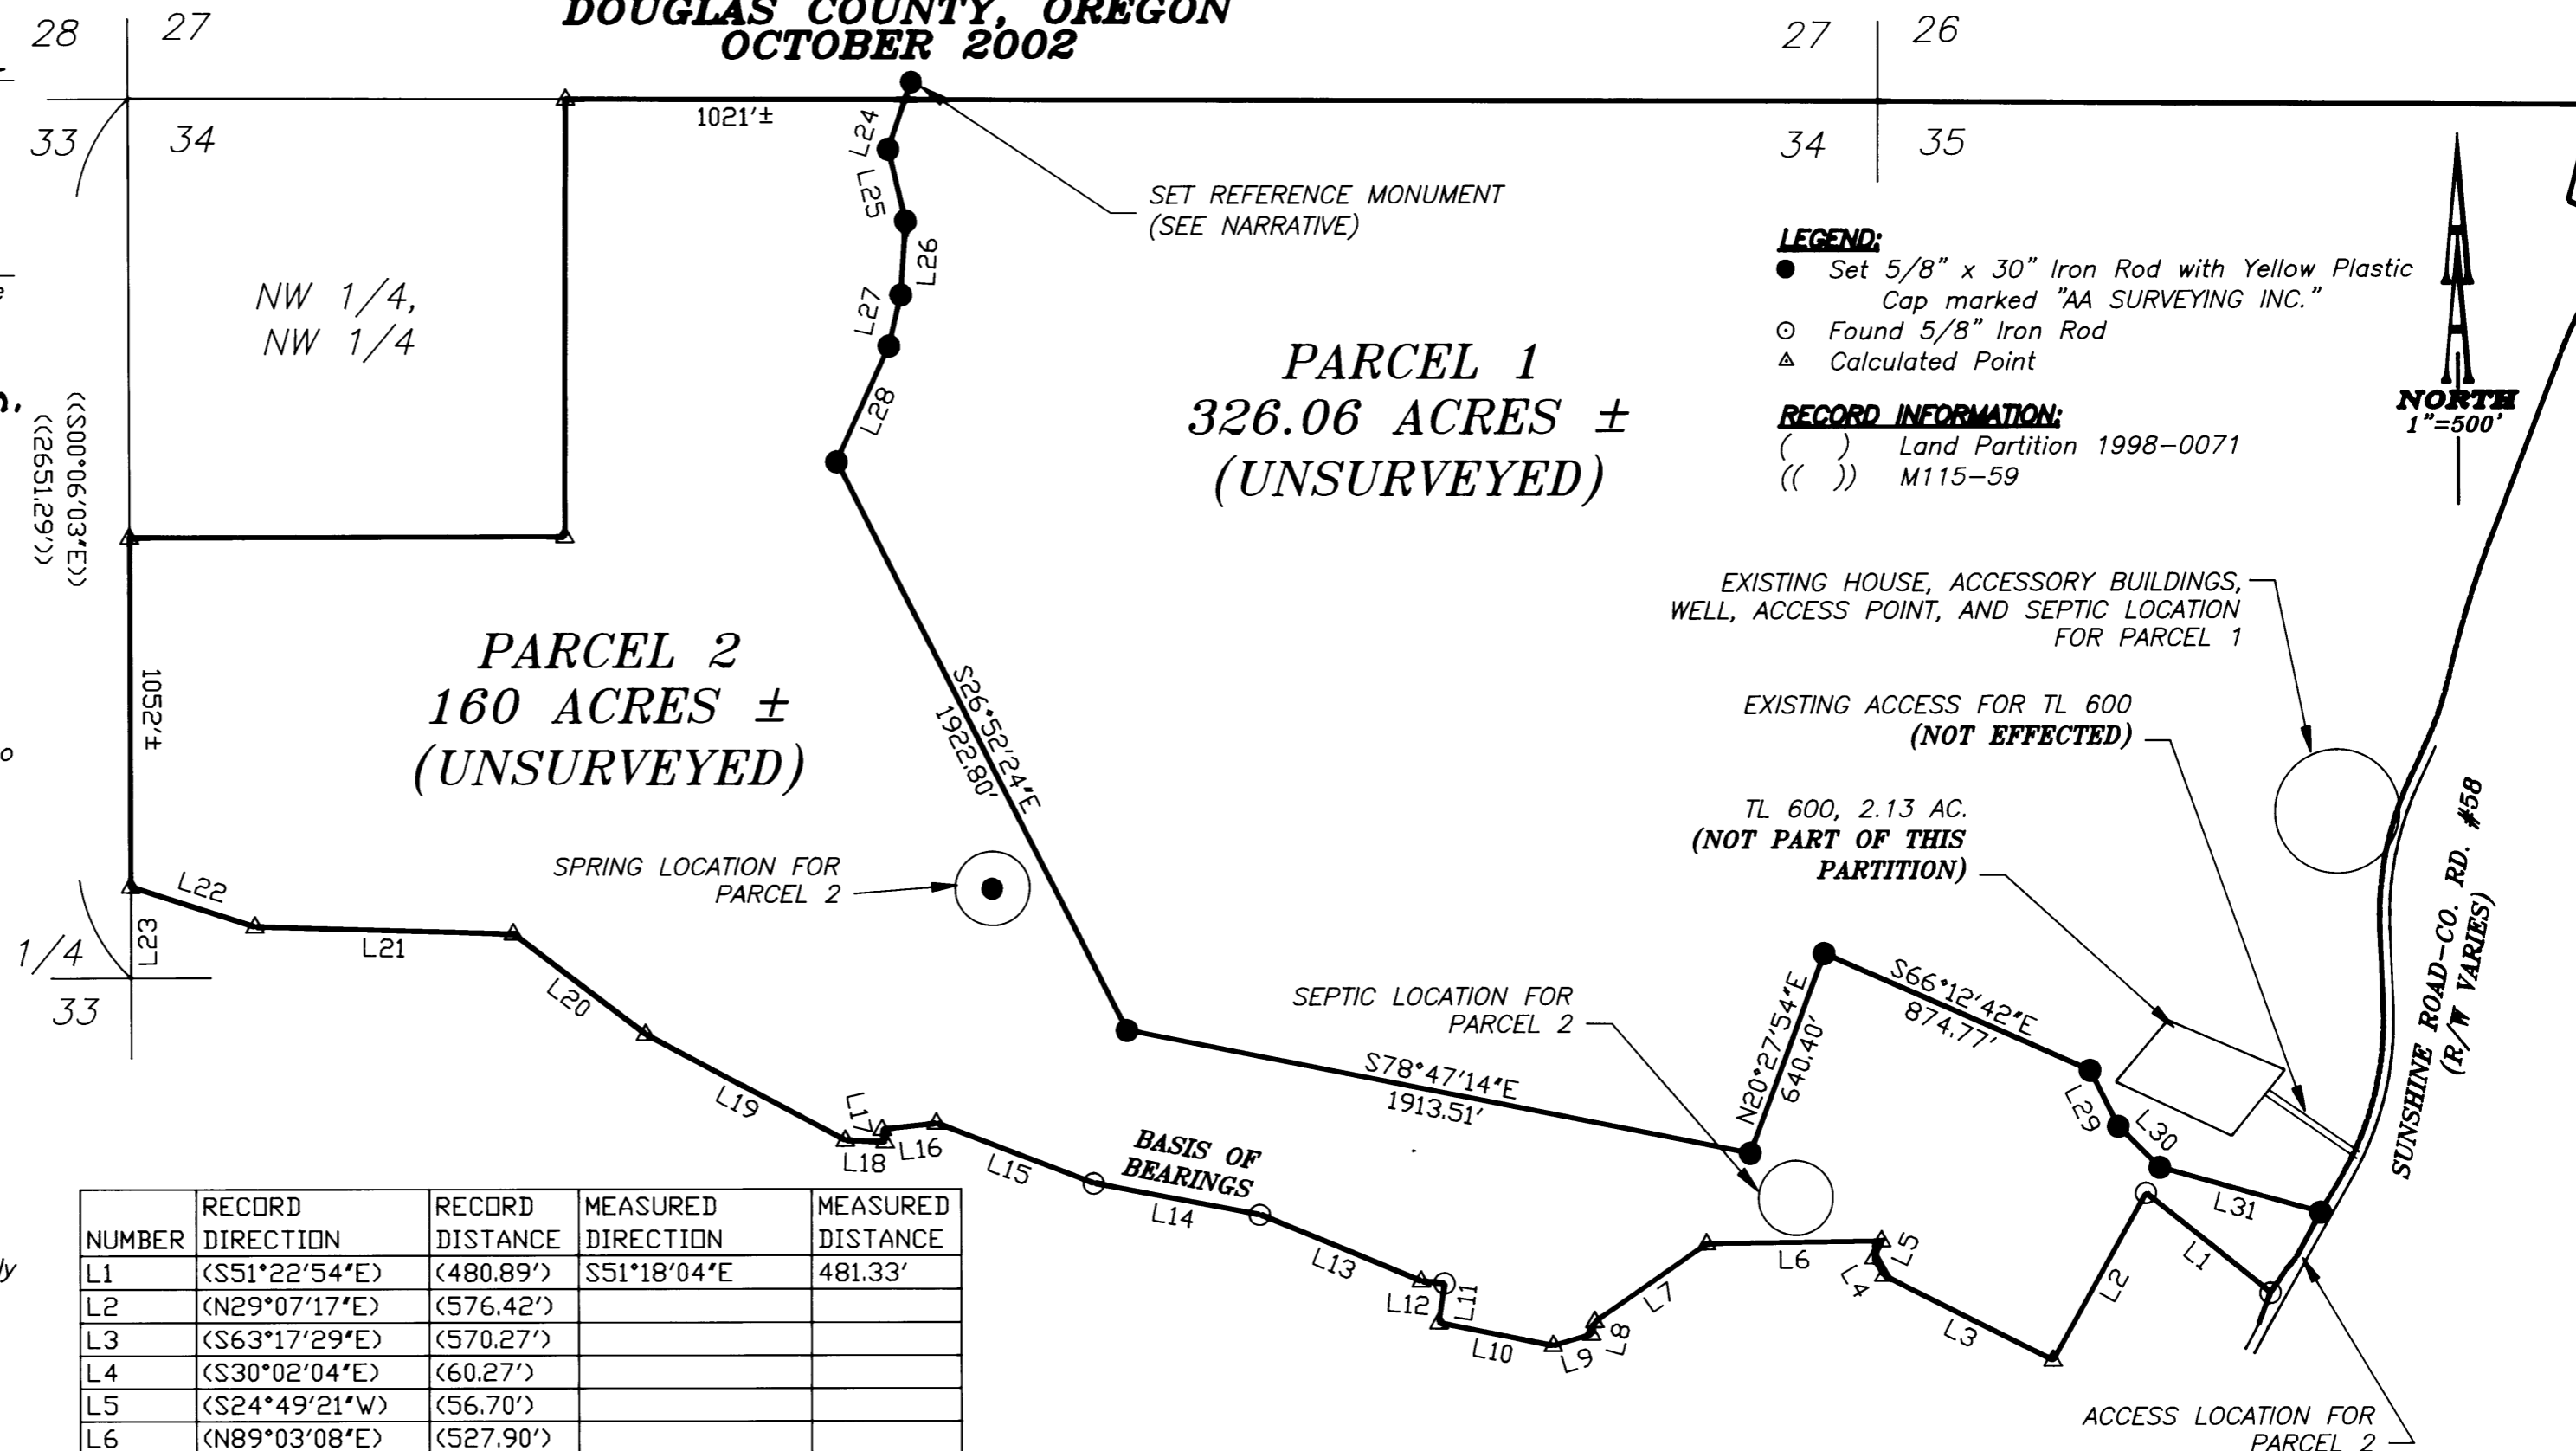 DOUGLAS COUNTY, OREGON
OCTOBER 2002
28
27
27
26
33
34
34
35
1021'±
L24
L25
L26
L27
L28
SET REFERENCE MONUMENT
(SEE NARRATIVE)
NW 1/4,
NW 1/4
LEGEND:
Set 5/8" x 30" Iron Rod with Yellow Plastic
Cap marked "AA SURVEYING INC."
Found 5/8" Iron Rod
Calculated Point
RECORD INFORMATION:
( ) Land Partition 1998-0071
(( )) M115-59
NORTH
1"=500'
PARCEL 1
326.06 ACRES ±
(UNSURVEYED)
((S00°06'03"E))
((2651.29'))
EXISTING HOUSE, ACCESSORY BUILDINGS,
WELL, ACCESS POINT, AND SEPTIC LOCATION
FOR PARCEL 1
PARCEL 2
160 ACRES ±
(UNSURVEYED)
1052'±
S26°52'24"E
1922.80'
EXISTING ACCESS FOR TL 600
(NOT EFFECTED)
TL 600, 2.13 AC.
(NOT PART OF THIS
PARTITION)
SUNSHINE ROAD-CO. RD. #58
(R/W VARIES)
SPRING LOCATION FOR
PARCEL 2
L22
L23
L21
L20
1/4
33
SEPTIC LOCATION FOR
PARCEL 2
S66°12'42"E
874.77'
N20°27'54"E
640.40'
S78°47'14"E
1913.51'
L19
L17
L18
L16
L15
BASIS OF
BEARINGS
L14
L13
L12
L11
L10
L9
L8
L7
L6
L5
L4
L3
L2
L1
L29
L30
L31
ACCESS LOCATION FOR
PARCEL 2
NUMBER RECORD DIRECTION RECORD DISTANCE MEASURED DIRECTION MEASURED DISTANCE
L1 (S51°22'54"E) (480.89') S51°18'04"E 481.33'
L2 (N29°07'17"E) (576.42')
L3 (S63°17'29"E) (570.27')
L4 (S30°02'04"E) (60.27')
L5 (S24°49'21"W) (56.70')
L6 (N89°03'08"E) (527.90')